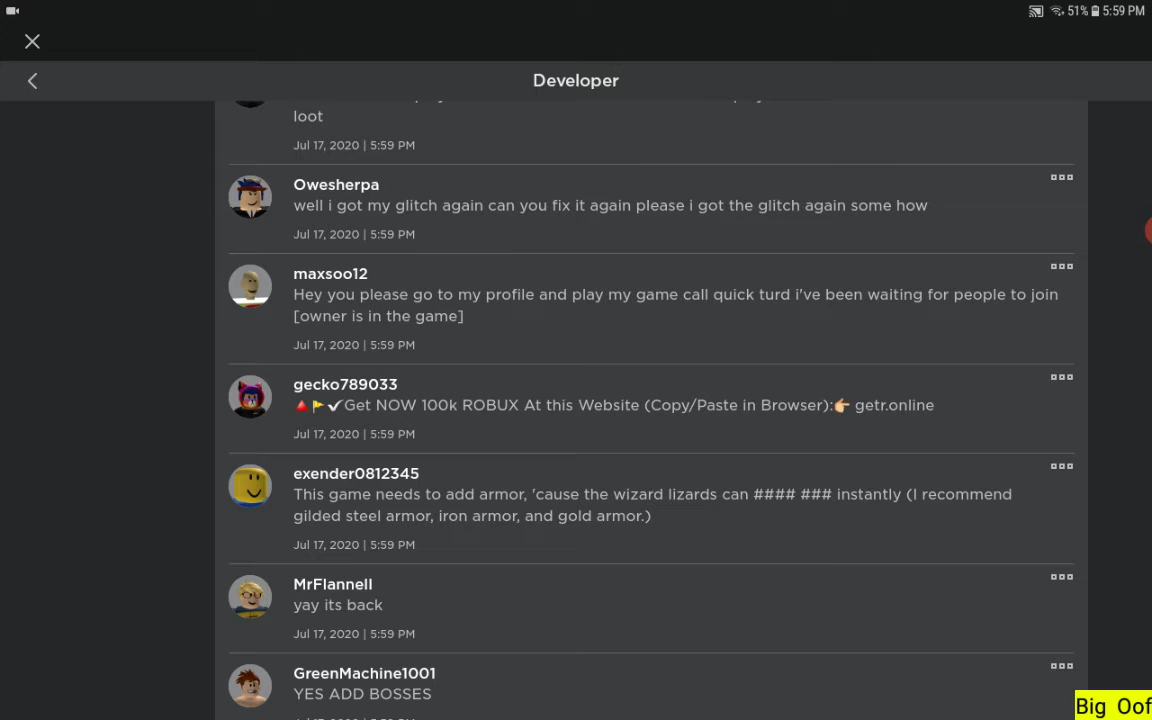 51% 5:59 PM
Developer
loot
Jul 17, 2020 | 5:59 PM
Owesherpa
well i got my glitch again can you fix it again please i got the glitch again some how
Jul 17, 2020 | 5:59 PM
maxsoo12
Hey you please go to my profile and play my game call quick turd i've been waiting for people to join
[owner is in the game]
Jul 17, 2020 | 5:59 PM
gecko789033
🔺🚩✔Get NOW 100k ROBUX At this Website (Copy/Paste in Browser):👉 getr.online
Jul 17, 2020 | 5:59 PM
exender0812345
This game needs to add armor, 'cause the wizard lizards can #### ### instantly (I recommend
gilded steel armor, iron armor, and gold armor.)
Jul 17, 2020 | 5:59 PM
MrFlannell
yay its back
Jul 17, 2020 | 5:59 PM
GreenMachine1001
YES ADD BOSSES
Big Oof